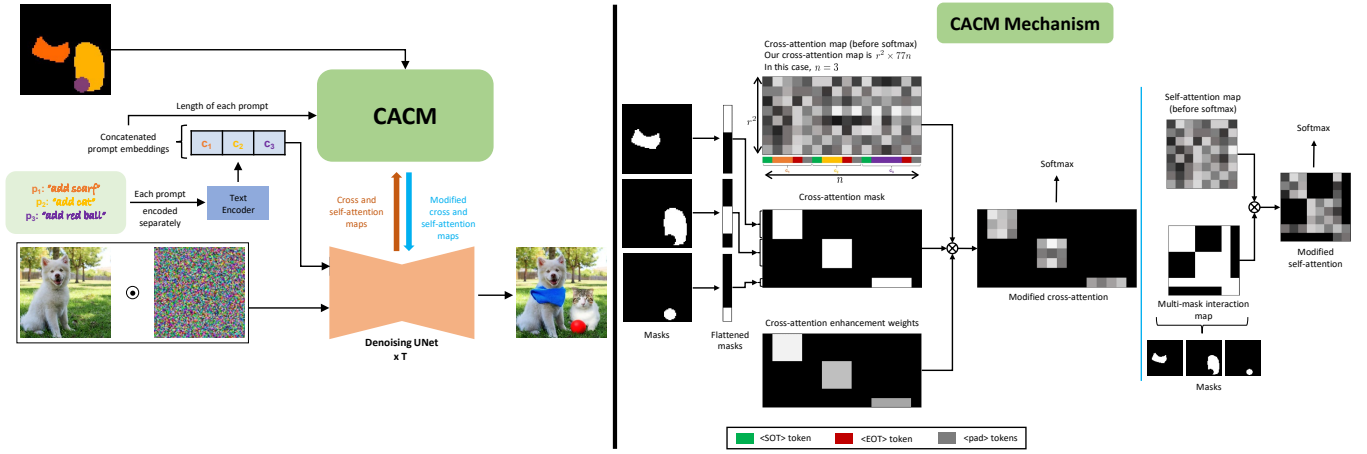 CACM
Length of each prompt
Concatenated
prompt embeddings
c1 c2 c3
p1: "add scarf"
p2: "add cat"
p3: "add red ball"
Each prompt
encoded
separately
Text
Encoder
Cross and
self-attention
maps
Modified
cross and
self-attention
maps
Denoising UNet
x T
CACM Mechanism
Cross-attention map (before softmax)
Our cross-attention map is r² × 77n
In this case, n = 3
r²
n
Masks
Flattened
masks
Cross-attention mask
Cross-attention enhancement weights
Softmax
Modified cross-attention
Self-attention map
(before softmax)
Softmax
Modified
self-attention
Multi-mask interaction
map
Masks
<SOT> token
<EOT> token
<pad> tokens